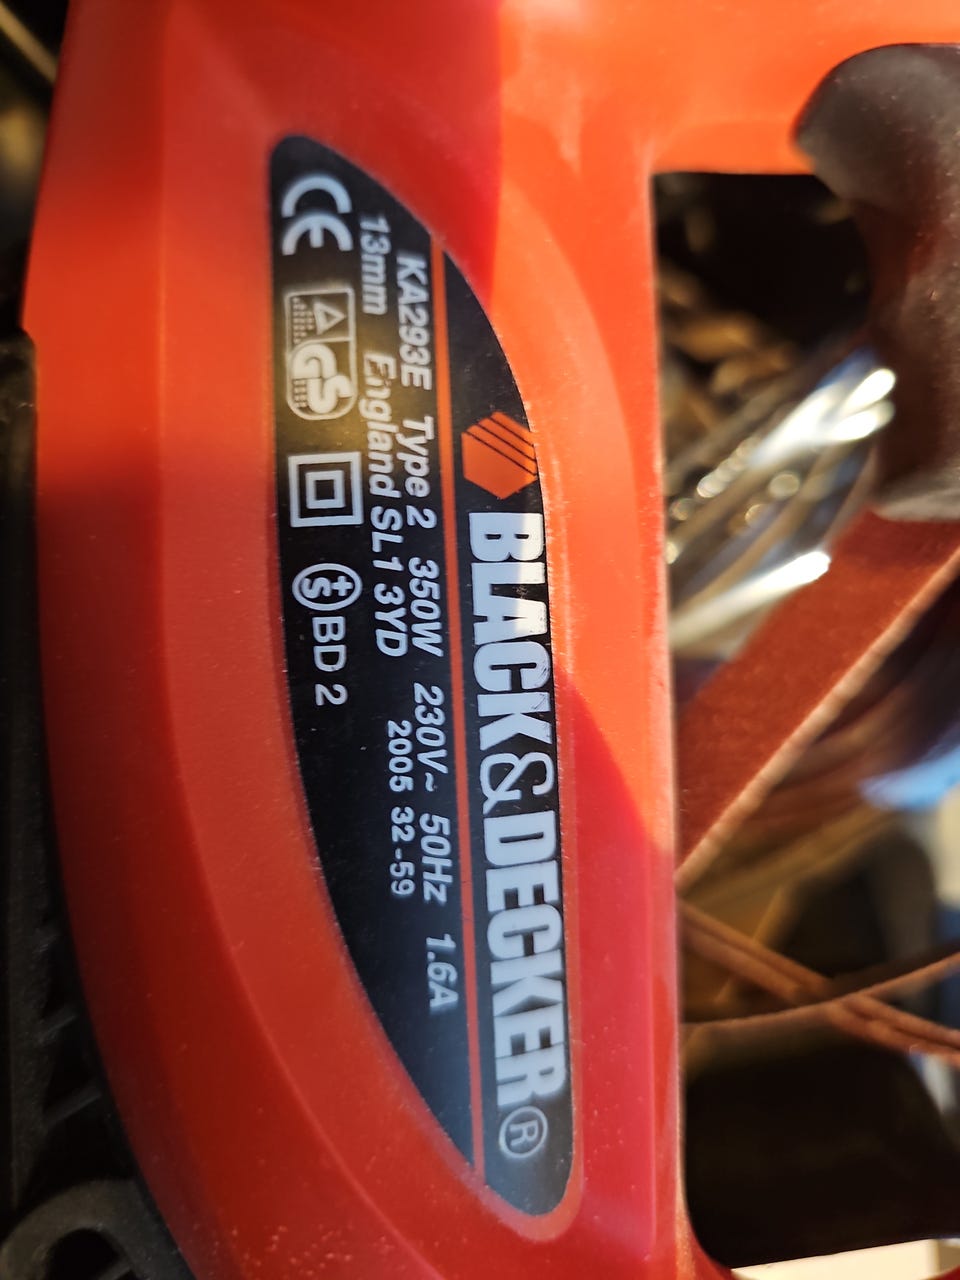 BLACK&DECKER®
KA293E Type 2 350W 230V~ 50Hz 1.6A
13mm England SL1 3YD 2005 32-59
CE GS +S BD 2